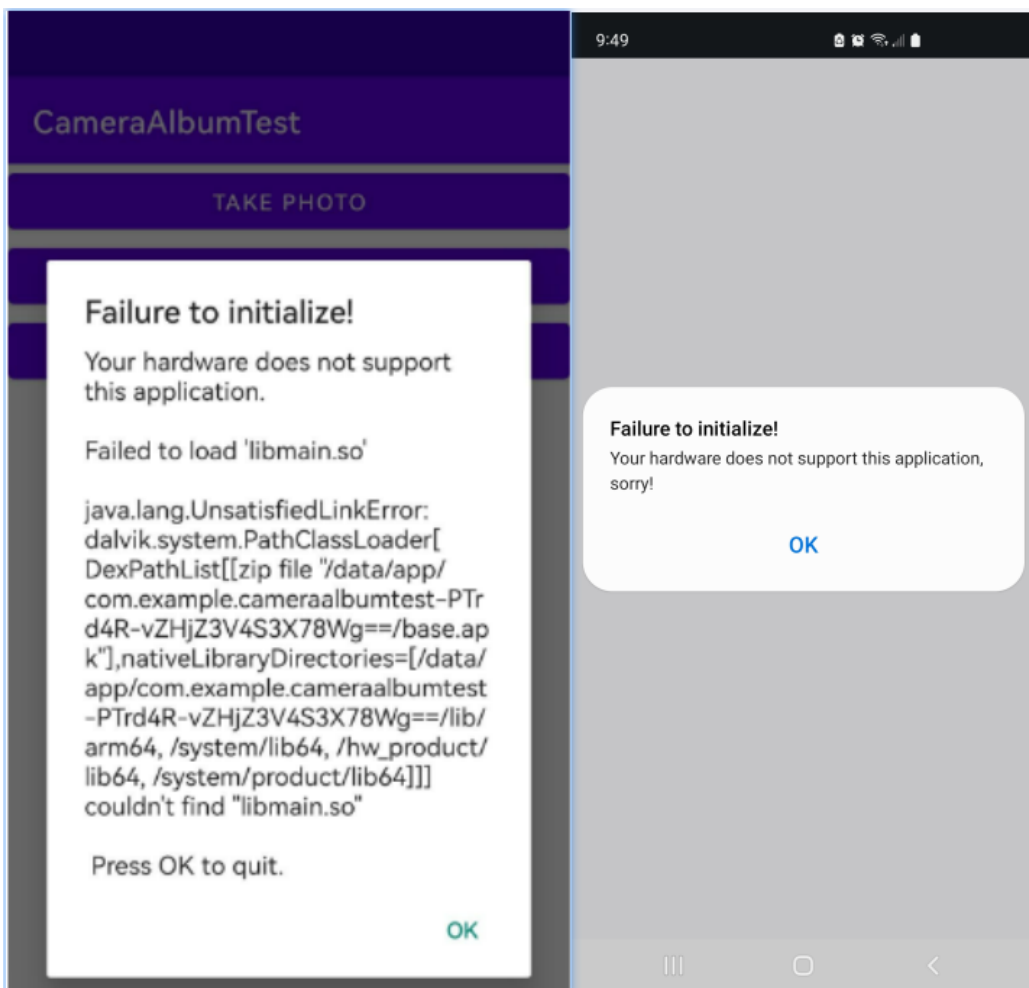 CameraAlbumTest
TAKE PHOTO
Failure to initialize!
Your hardware does not support
this application.
Failed to load 'libmain.so'
java.lang.UnsatisfiedLinkError:
dalvik.system.PathClassLoader[
DexPathList[[zip file "/data/app/
com.example.cameraalbumtest-PTr
d4R-vZHjZ3V4S3X78Wg==/base.ap
k"],nativeLibraryDirectories=[/data/
app/com.example.cameraalbumtest
-PTrd4R-vZHjZ3V4S3X78Wg==/lib/
arm64, /system/lib64, /hw_product/
lib64, /system/product/lib64]]]
couldn't find "libmain.so"
Press OK to quit.
OK
9:49
Failure to initialize!
Your hardware does not support this application,
sorry!
OK